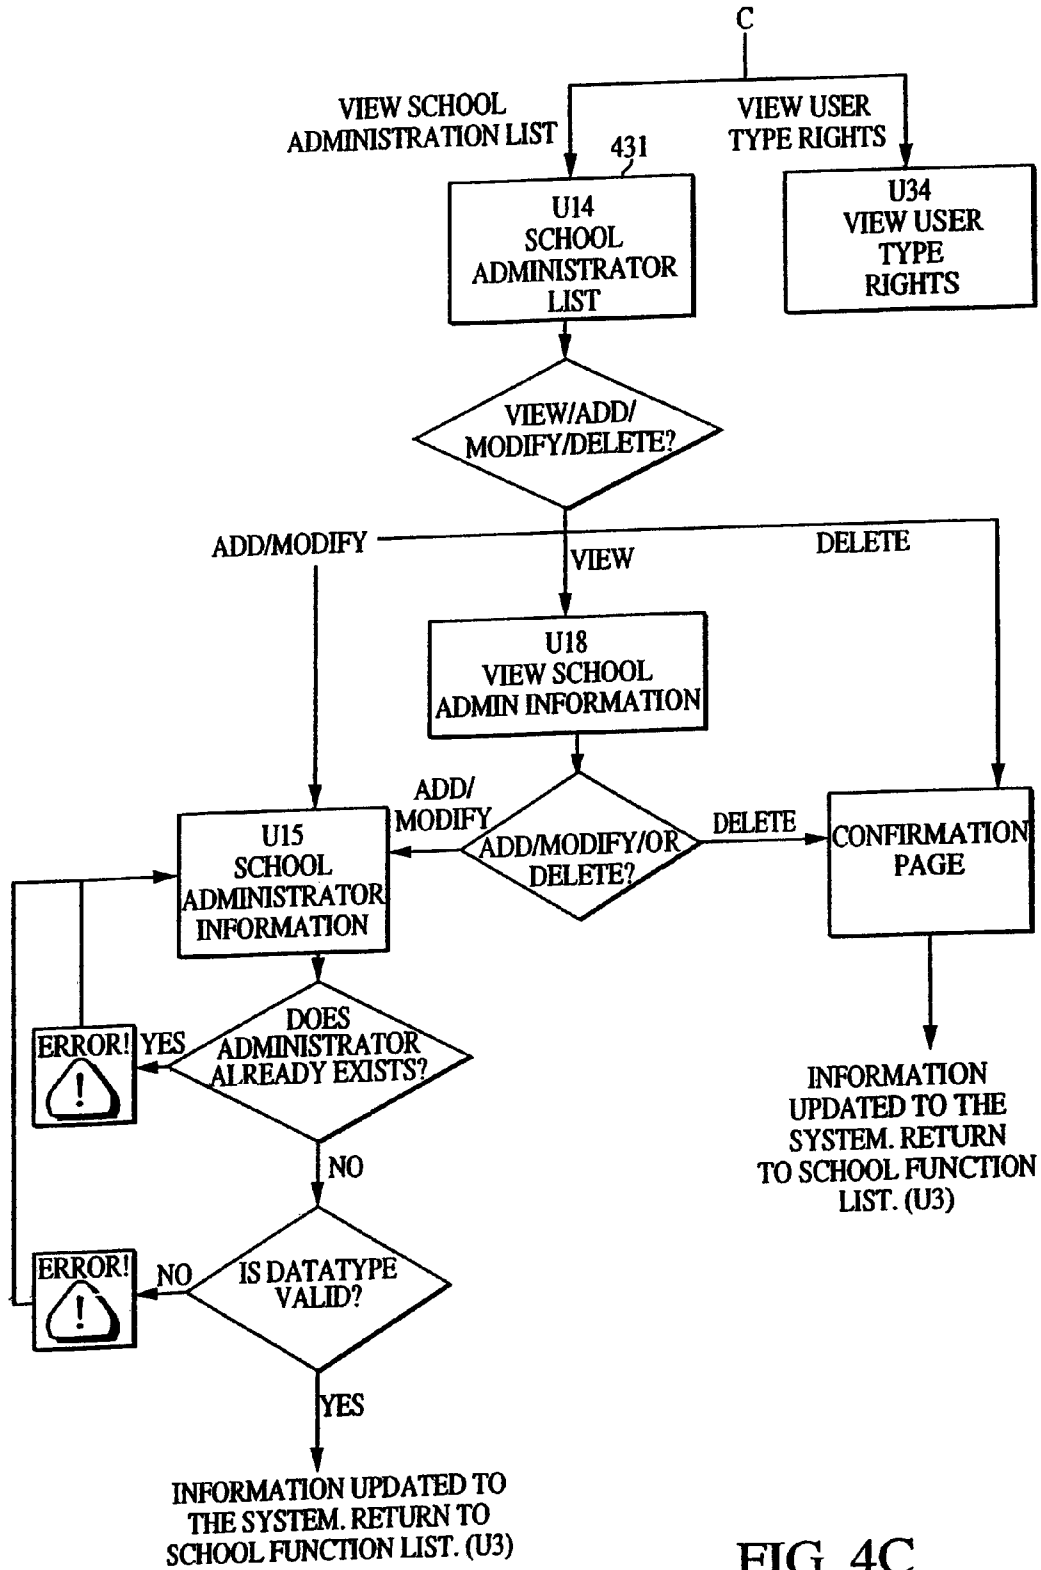 C
VIEW SCHOOL
ADMINISTRATION LIST
VIEW USER
TYPE RIGHTS
431
U14
SCHOOL
ADMINISTRATOR
LIST
U34
VIEW USER
TYPE
RIGHTS
VIEW/ADD/
MODIFY/DELETE?
ADD/MODIFY
VIEW
DELETE
U18
VIEW SCHOOL
ADMIN INFORMATION
ADD/
MODIFY
ADD/MODIFY/OR
DELETE?
DELETE
CONFIRMATION
PAGE
U15
SCHOOL
ADMINISTRATOR
INFORMATION
DOES
ADMINISTRATOR
ALREADY EXISTS?
YES
ERROR!
!
NO
INFORMATION
UPDATED TO THE
SYSTEM. RETURN
TO SCHOOL FUNCTION
LIST. (U3)
IS DATATYPE
VALID?
NO
ERROR!
!
YES
INFORMATION UPDATED TO
THE SYSTEM. RETURN TO
SCHOOL FUNCTION LIST. (U3)
FIG. 4C